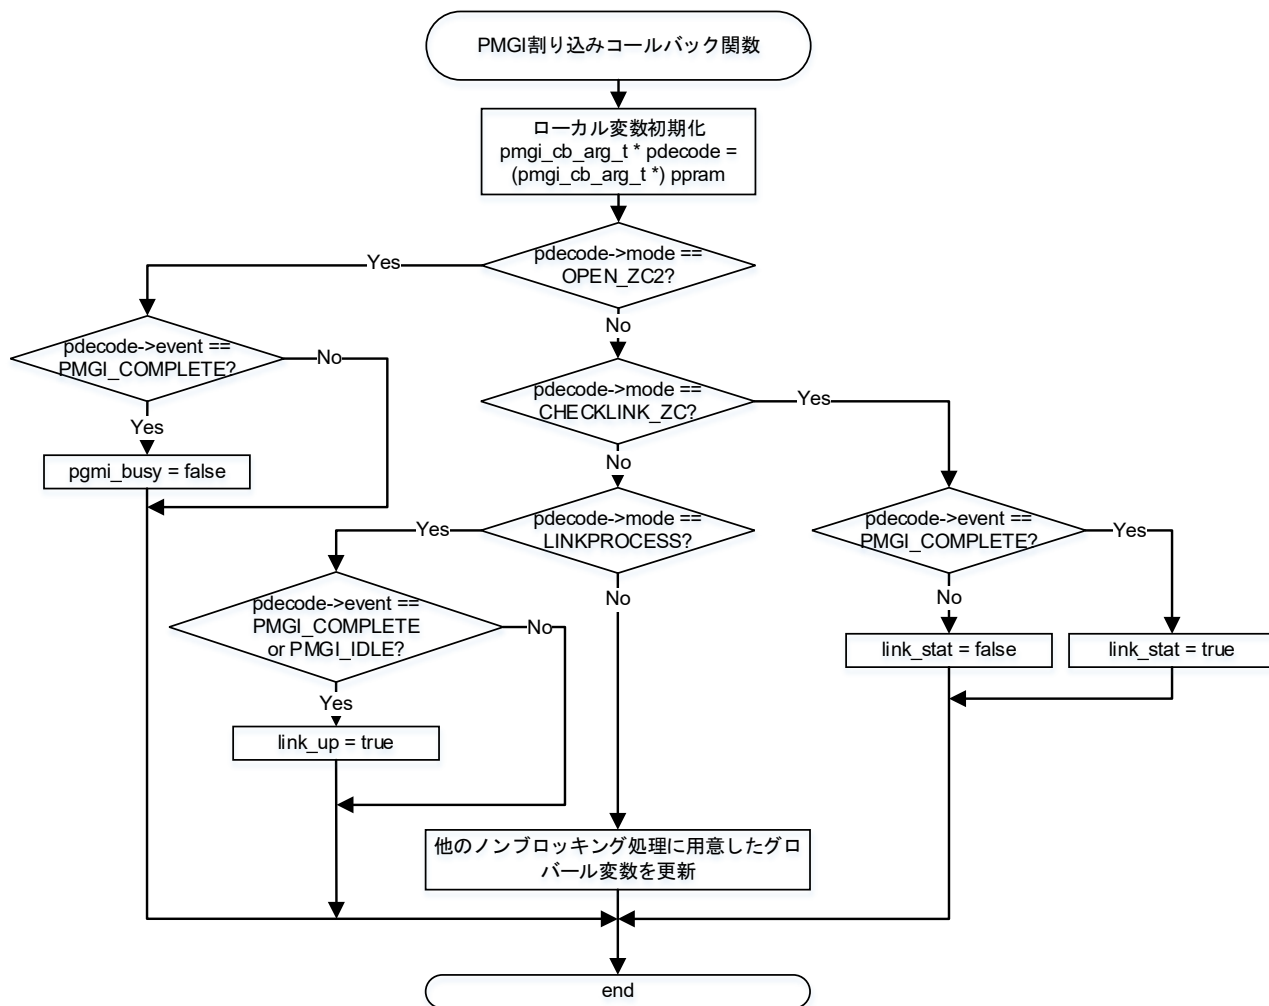 PMGI割り込みコールバック関数
ローカル変数初期化
pmgi_cb_arg_t * pdecode =
(pmgi_cb_arg_t *) ppram
pdecode->mode ==
OPEN_ZC2?
Yes
No
pdecode->event ==
PMGI_COMPLETE?
No
Yes
pgmi_busy = false
pdecode->mode ==
CHECKLINK_ZC?
Yes
No
pdecode->mode ==
LINKPROCESS?
Yes
No
pdecode->event ==
PMGI_COMPLETE?
Yes
No
link_stat = false
link_stat = true
pdecode->event ==
PMGI_COMPLETE
or PMGI_IDLE?
No
Yes
link_up = true
他のノンブロッキング処理に用意したグロ
バール変数を更新
end